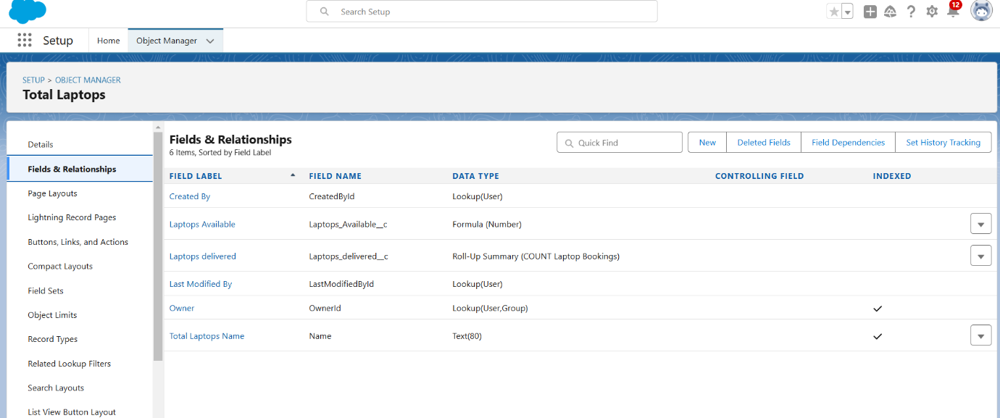 Search Setup
12
Setup
Home
Object Manager
SETUP > OBJECT MANAGER
Total Laptops
Details
Fields & Relationships
Page Layouts
Lightning Record Pages
Buttons, Links, and Actions
Compact Layouts
Field Sets
Object Limits
Record Types
Related Lookup Filters
Search Layouts
List View Button Layout
Fields & Relationships
6 Items, Sorted by Field Label
Quick Find
New
Deleted Fields
Field Dependencies
Set History Tracking
FIELD LABEL FIELD NAME DATA TYPE CONTROLLING FIELD INDEXED
Created By CreatedById Lookup(User)
Laptops Available Laptops_Available__c Formula (Number)
Laptops delivered Laptops_delivered__c Roll-Up Summary (COUNT Laptop Bookings)
Last Modified By LastModifiedById Lookup(User)
Owner OwnerId Lookup(User,Group)
Total Laptops Name Name Text(80)